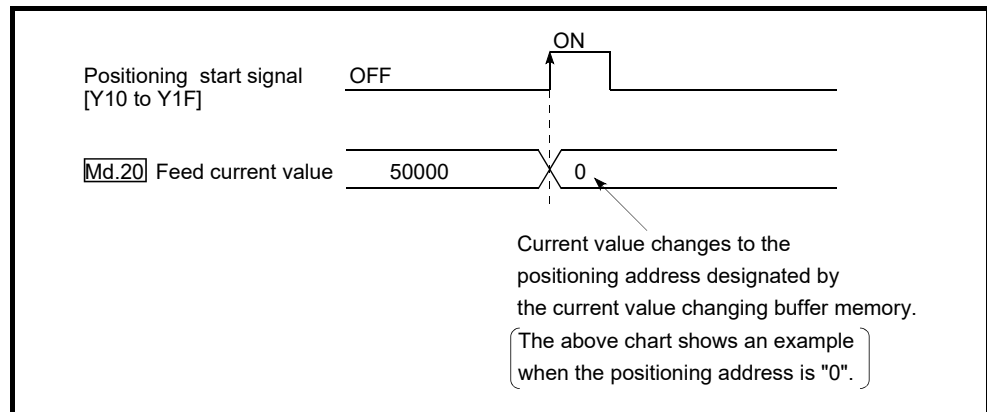 ON
Positioning start signal OFF
[Y10 to Y1F]
Md.20 Feed current value 50000 0
Current value changes to the
positioning address designated by
the current value changing buffer memory.
The above chart shows an example
when the positioning address is "0".